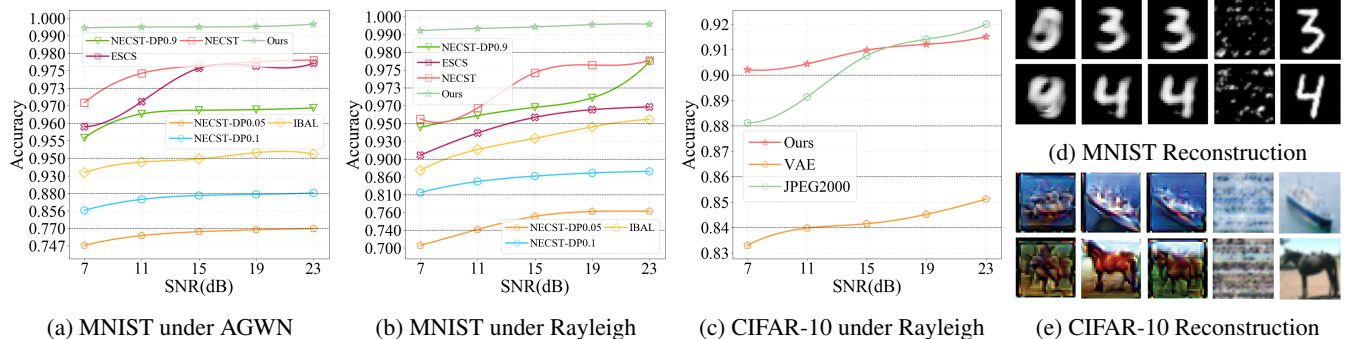 1.000
0.980
0.975
0.973
0.970
0.960
0.955
0.950
0.930
0.880
0.856
0.770
0.747
Accuracy
NECST-DP0.9 NECST Ours
ESCS
NECST-DP0.05 IBAL
NECST-DP0.1
7 11 15 19 23
SNR(dB)
(a) MNIST under AGWN
1.000
0.980
0.975
0.973
0.970
0.950
0.930
0.900
0.860
0.810
0.760
0.740
0.700
Accuracy
NECST-DP0.9
ESCS
NECST
Ours
NECST-DP0.05 IBAL
NECST-DP0.1
7 11 15 19 23
SNR(dB)
(b) MNIST under Rayleigh
0.92
0.91
0.90
0.89
0.88
0.86
0.84
0.83
Accuracy
Ours
VAE
JPEG2000
7 11 15 19 23
SNR(dB)
(c) CIFAR-10 under Rayleigh
3
4
(d) MNIST Reconstruction
(e) CIFAR-10 Reconstruction